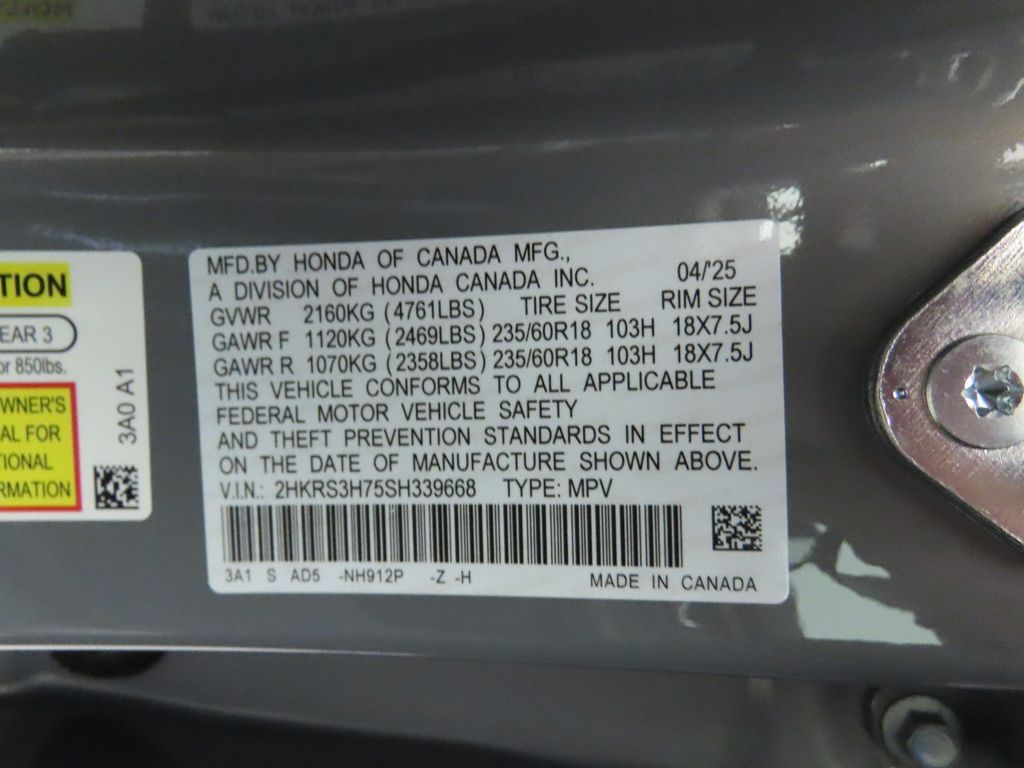 TION
EAR 3
or 850lbs.
WNER'S
AL FOR
TIONAL
RMATION
3A0 A1
MFD.BY HONDA OF CANADA MFG.,
A DIVISION OF HONDA CANADA INC. 04/'25
GVWR 2160KG (4761LBS) TIRE SIZE RIM SIZE
GAWR F 1120KG (2469LBS) 235/60R18 103H 18X7.5J
GAWR R 1070KG (2358LBS) 235/60R18 103H 18X7.5J
THIS VEHICLE CONFORMS TO ALL APPLICABLE
FEDERAL MOTOR VEHICLE SAFETY
AND THEFT PREVENTION STANDARDS IN EFFECT
ON THE DATE OF MANUFACTURE SHOWN ABOVE.
V.I.N.: 2HKRS3H75SH339668 TYPE: MPV
3A1 S AD5 -NH912P -Z -H MADE IN CANADA